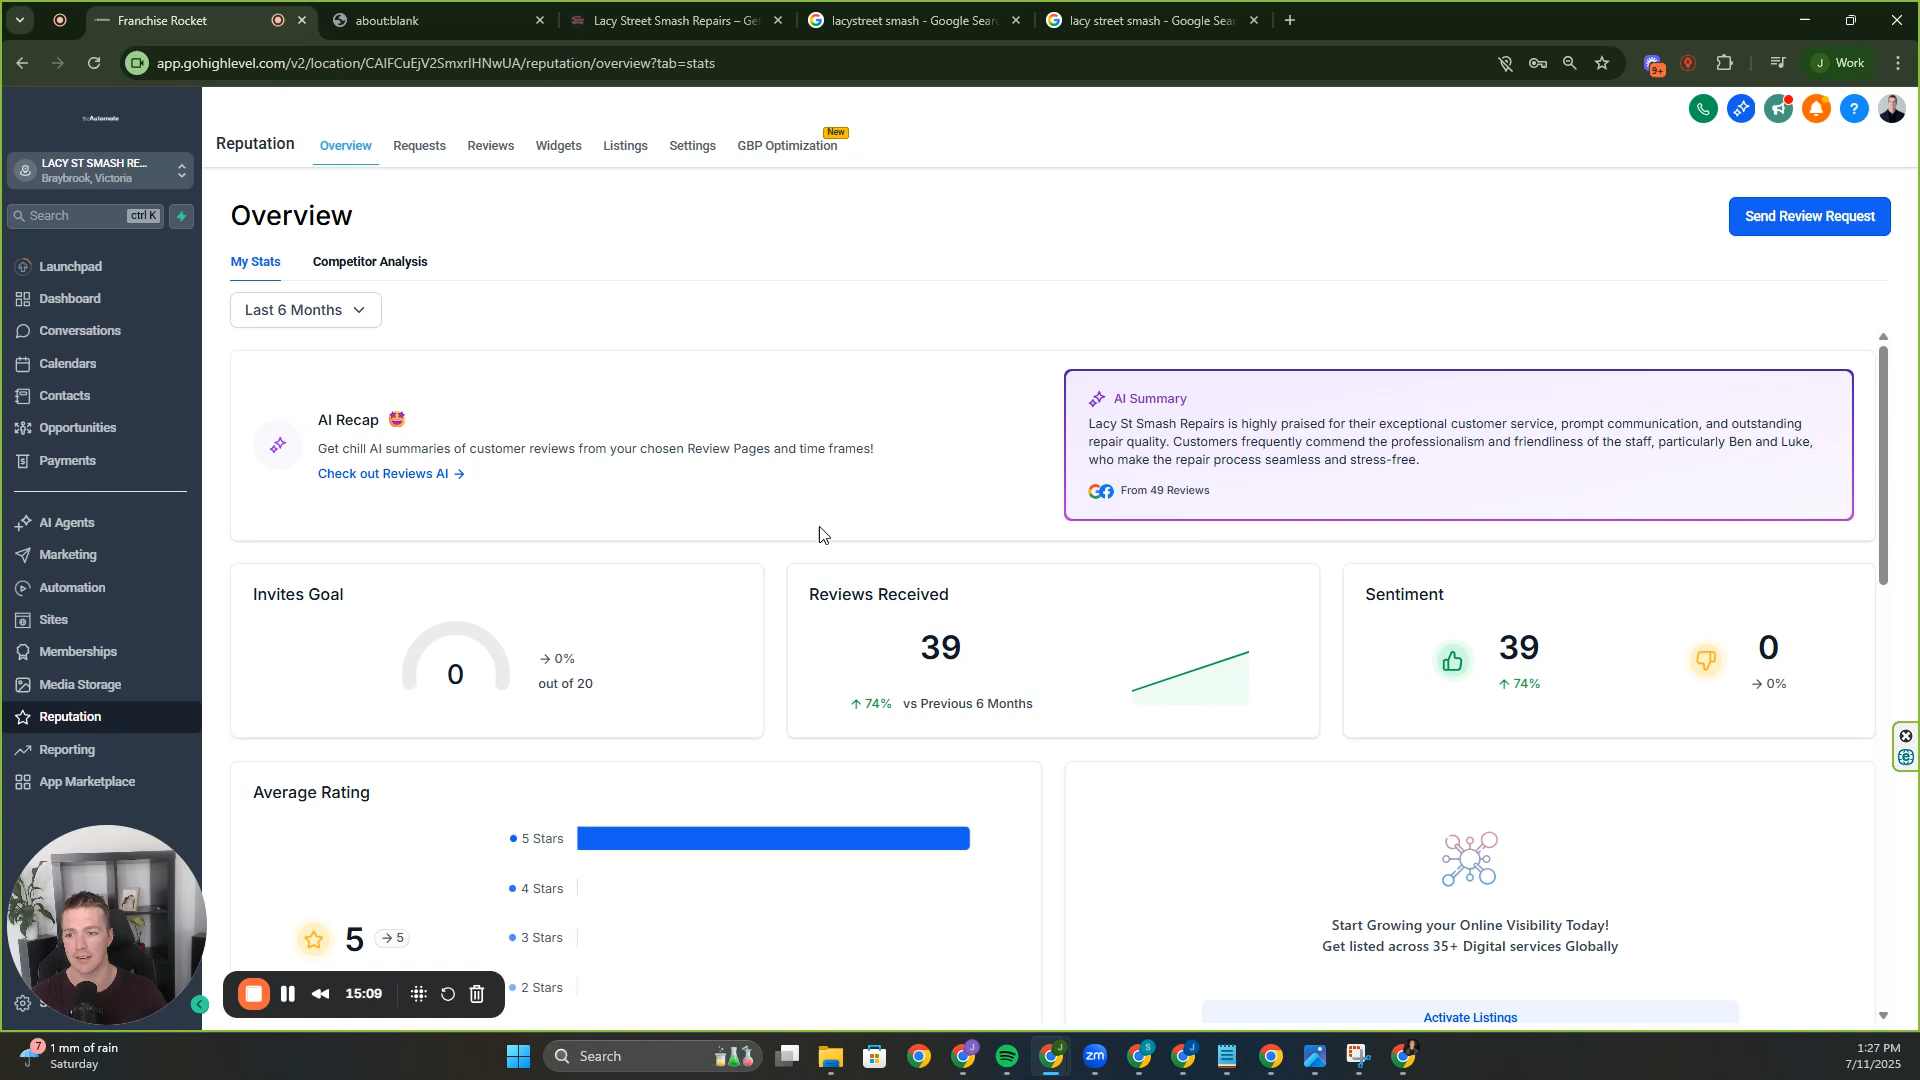 Franchise Rocket
about:blank
Lacy Street Smash Repairs – Ge
lacystreet smash - Google Sear
lacy street smash - Google Sear
app.gohighlevel.com/v2/location/CAIFCuEjV2SmxrIHNwUA/reputation/overview?tab=stats
9+
J Work
Automate
LACY ST SMASH RE...
Braybrook, Victoria
Search ctrl K
Launchpad
Dashboard
Conversations
Calendars
Contacts
Opportunities
Payments
AI Agents
Marketing
Automation
Sites
Memberships
Media Storage
Reputation
Reporting
App Marketplace
Reputation
Overview
Requests
Reviews
Widgets
Listings
Settings
GBP Optimization
New
Overview
Send Review Request
My Stats
Competitor Analysis
Last 6 Months
AI Recap
Get chill AI summaries of customer reviews from your chosen Review Pages and time frames!
Check out Reviews AI →
AI Summary
Lacy St Smash Repairs is highly praised for their exceptional customer service, prompt communication, and outstanding
repair quality. Customers frequently commend the professionalism and friendliness of the staff, particularly Ben and Luke,
who make the repair process seamless and stress-free.
From 49 Reviews
Invites Goal
0
→ 0%
out of 20
Reviews Received
39
↑ 74% vs Previous 6 Months
Sentiment
39
↑ 74%
0
→ 0%
Average Rating
5 Stars
4 Stars
3 Stars
2 Stars
5
→ 5
Start Growing your Online Visibility Today!
Get listed across 35+ Digital services Globally
Activate Listings
15:09
7
1 mm of rain
Saturday
Search
zm
1:27 PM
7/11/2025